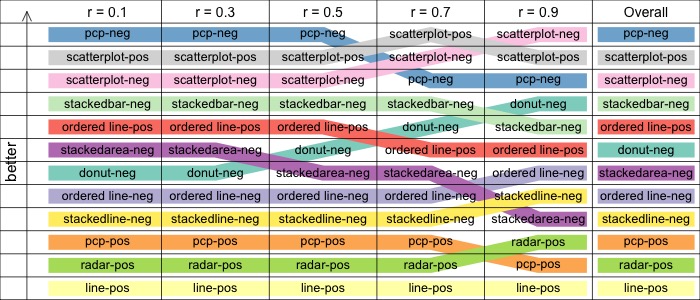 r = 0.1 r = 0.3 r = 0.5 r = 0.7 r = 0.9 Overall
pcp-neg pcp-neg pcp-neg scatterplot-pos scatterplot-neg pcp-neg
scatterplot-pos scatterplot-pos scatterplot-pos scatterplot-neg scatterplot-pos scatterplot-pos
scatterplot-neg scatterplot-neg scatterplot-neg pcp-neg pcp-neg scatterplot-neg
stackedbar-neg stackedbar-neg stackedbar-neg stackedbar-neg donut-neg stackedbar-neg
ordered line-pos ordered line-pos ordered line-pos donut-neg stackedbar-neg ordered line-pos
stackedarea-neg stackedarea-neg donut-neg ordered line-pos ordered line-pos donut-neg
donut-neg donut-neg stackedarea-neg stackedarea-neg ordered line-neg stackedarea-neg
ordered line-neg ordered line-neg ordered line-neg ordered line-neg stackedline-neg ordered line-neg
stackedline-neg stackedline-neg stackedline-neg stackedline-neg stackedarea-neg stackedline-neg
pcp-pos pcp-pos pcp-pos pcp-pos radar-pos pcp-pos
radar-pos radar-pos radar-pos radar-pos pcp-pos radar-pos
line-pos line-pos line-pos line-pos line-pos line-pos
better